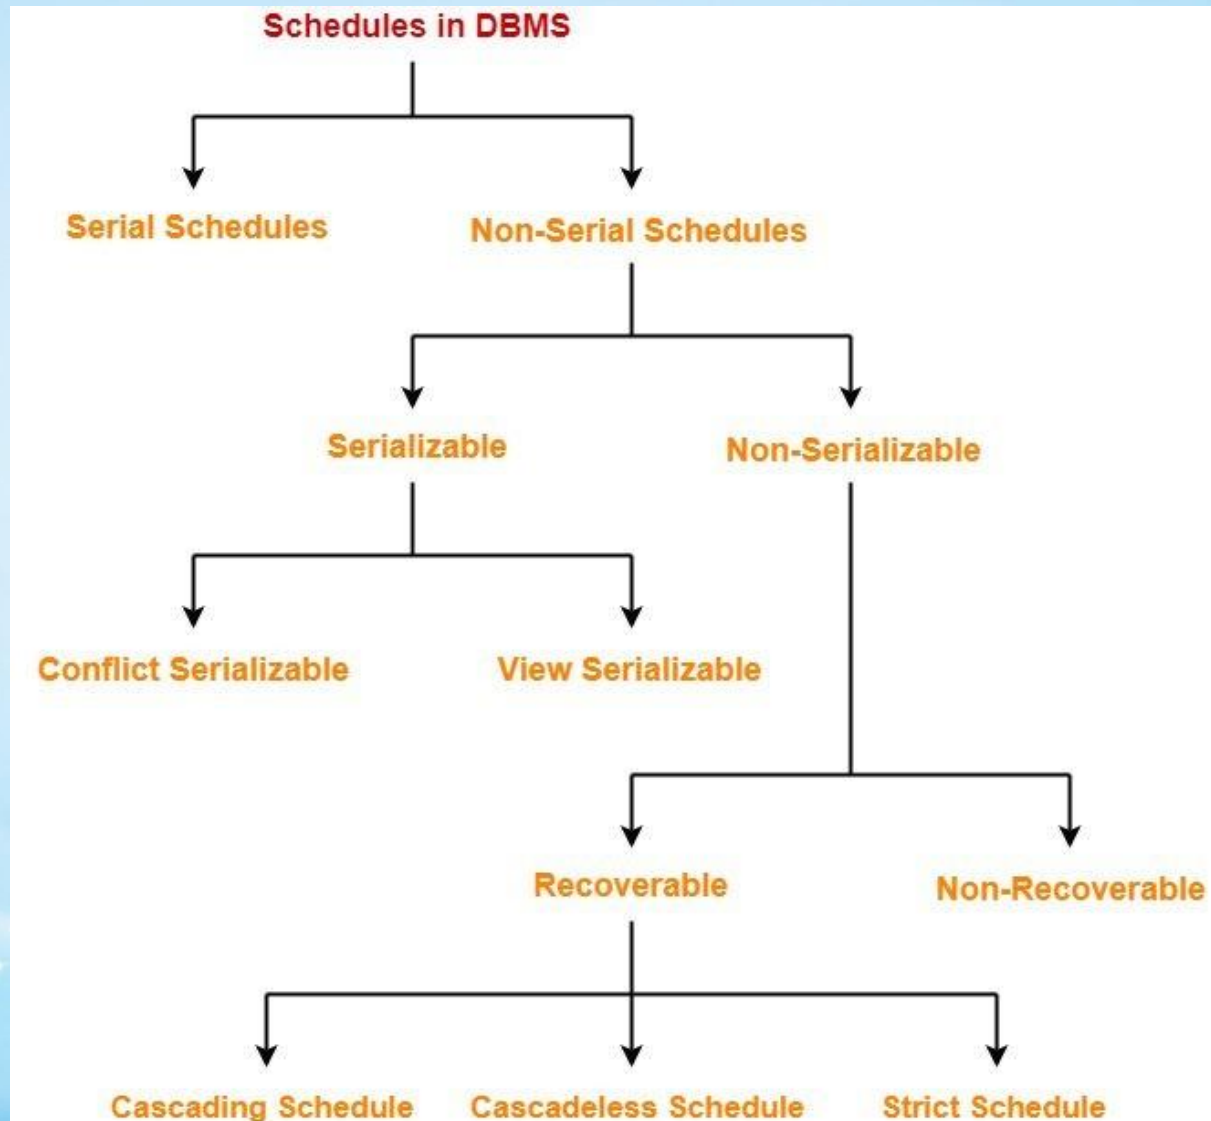 Schedules in DBMS
Serial Schedules
Non-Serial Schedules
Serializable
Non-Serializable
Conflict Serializable
View Serializable
Recoverable
Non-Recoverable
Cascading Schedule
Cascadeless Schedule
Strict Schedule